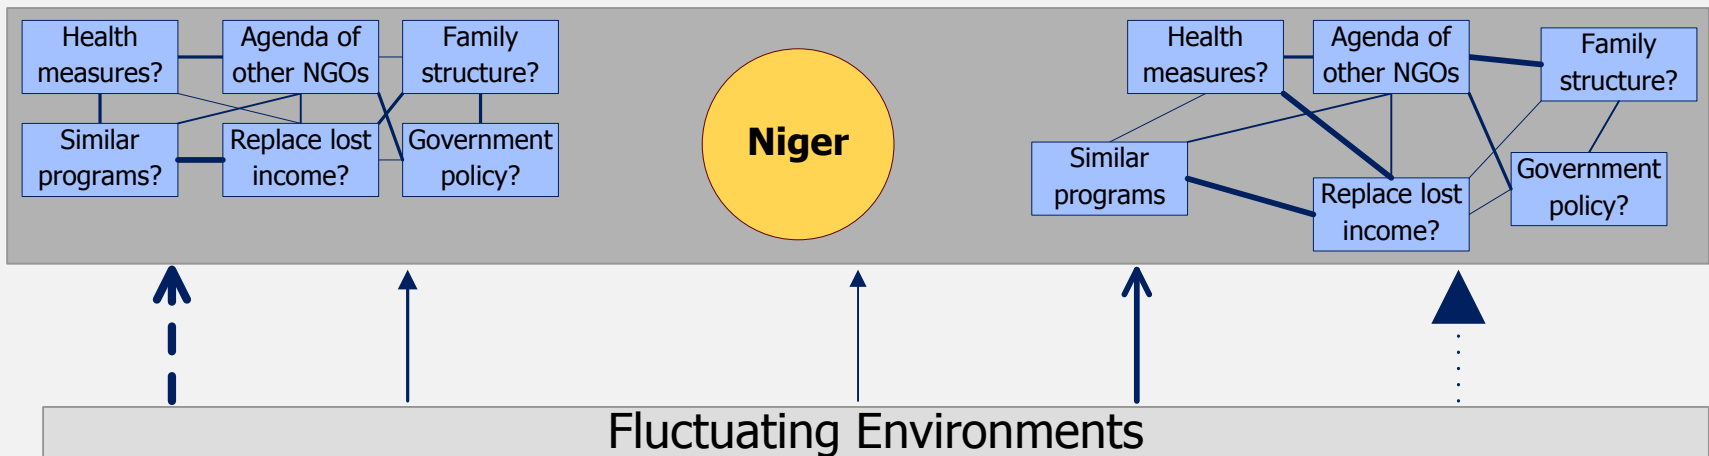 Health
measures?
Agenda of
other NGOs
Family
structure?
Similar
programs?
Replace lost
income?
Government
policy?
Niger
Health
measures?
Agenda of
other NGOs
Family
structure?
Similar
programs
Replace lost
income?
Government
policy?
Fluctuating Environments